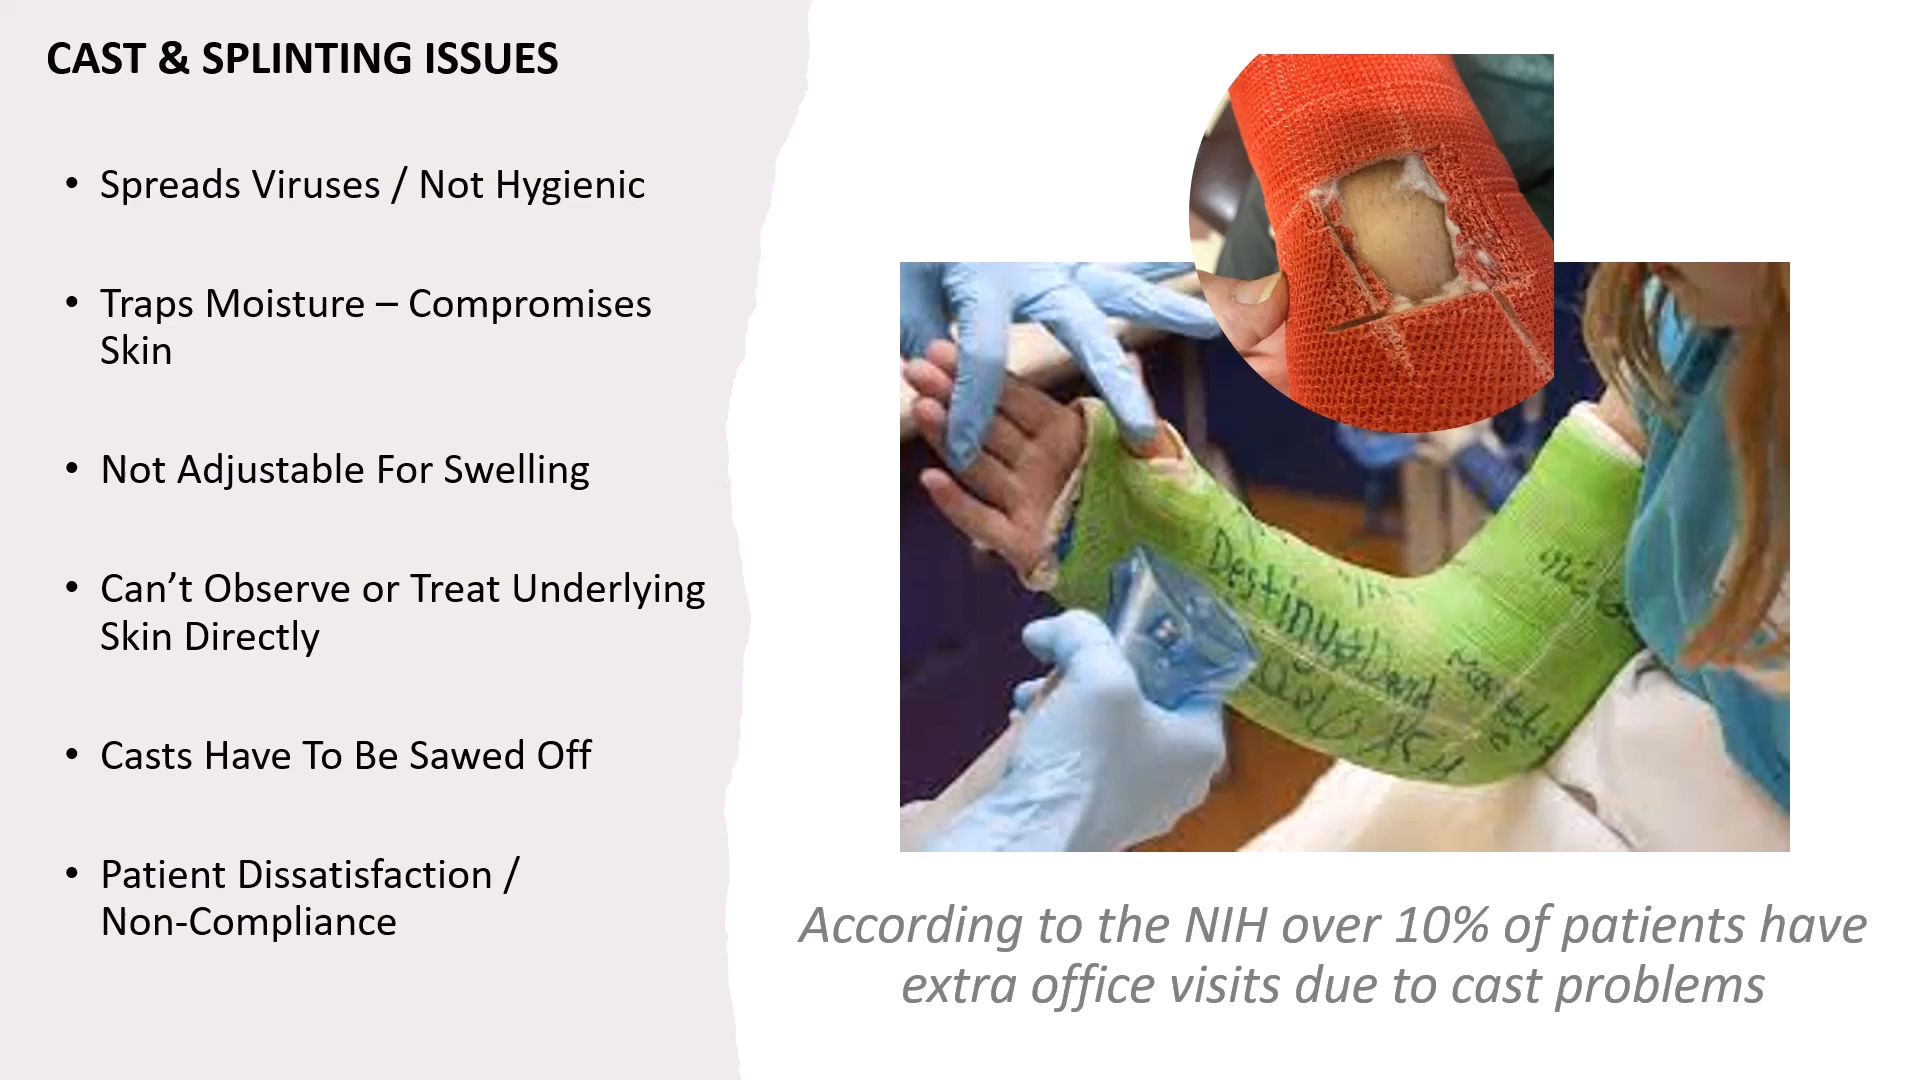 CAST & SPLINTING ISSUES
• Spreads Viruses / Not Hygienic
• Traps Moisture – Compromises
Skin
• Not Adjustable For Swelling
• Can’t Observe or Treat Underlying
Skin Directly
• Casts Have To Be Sawed Off
• Patient Dissatisfaction /
Non-Compliance
Destiny
According to the NIH over 10% of patients have
extra office visits due to cast problems